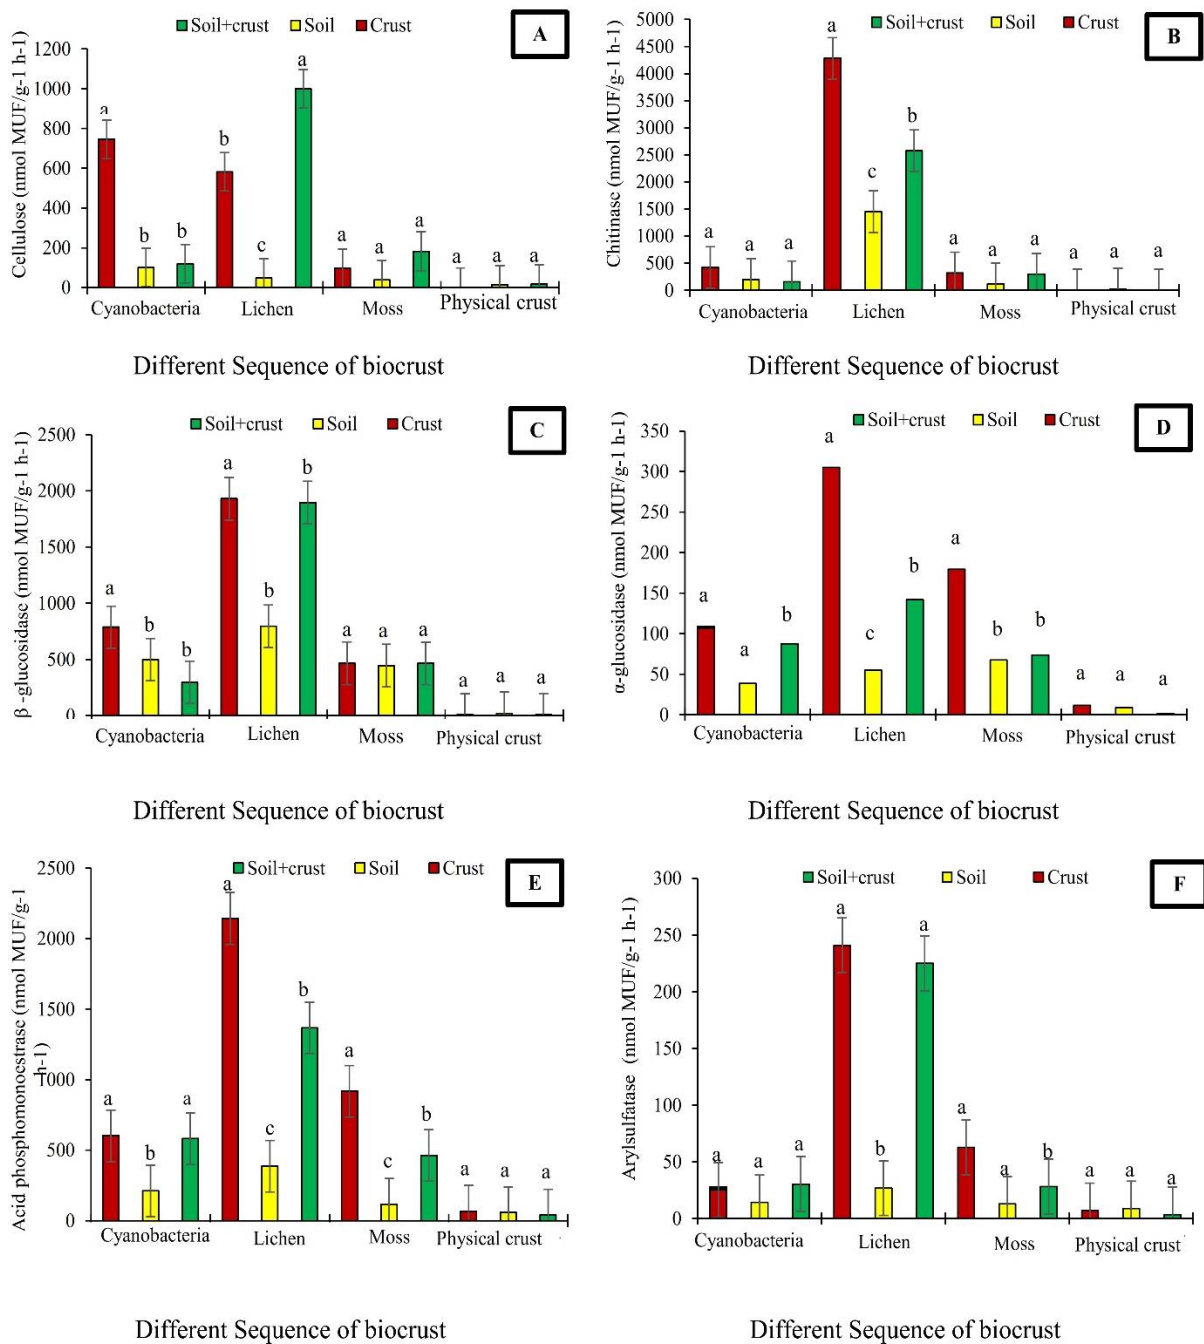 Soil+crust Soil Crust
A
Cellulose (nmol MUF/g-1 h-1)
1200
1000
800
600
400
200
0
a
b
b
b
c
a
a
a
a
a
a
a
Cyanobacteria Lichen Moss Physical crust
Different Sequence of biocrust
Soil+crust Soil Crust
B
Chitinase (nmol MUF/g-1 h-1)
5000
4500
4000
3500
3000
2500
2000
1500
1000
500
0
a
a
a
a
c
b
a
a
a
a
a
a
Cyanobacteria Lichen Moss Physical crust
Different Sequence of biocrust
Soil+crust Soil Crust
C
β -glucosidase (nmol MUF/g-1 h-1)
2500
2000
1500
1000
500
0
a
b
b
a
b
b
a
a
a
a
a
a
Cyanobacteria Lichen Moss Physical crust
Different Sequence of biocrust
Soil+crust Soil Crust
D
α-glucosidase (nmol MUF/g-1 h-1)
350
300
250
200
150
100
50
0
a
a
b
a
c
b
a
b
b
a
a
a
Cyanobacteria Lichen Moss Physical crust
Different Sequence of biocrust
Soil+crust Soil Crust
E
Acid phosphomonoestrase (nmol MUF/g-1
h-1)
2500
2000
1500
1000
500
0
a
b
a
a
c
b
a
c
b
a
a
a
Cyanobacteria Lichen Moss Physical crust
Different Sequence of biocrust
Soil+crust Soil Crust
F
Arylsulfatase (nmol MUF/g-1 h-1)
300
250
200
150
100
50
0
a
a
a
a
b
a
a
a
b
a
a
a
Cyanobacteria Lichen Moss Physical crust
Different Sequence of biocrust